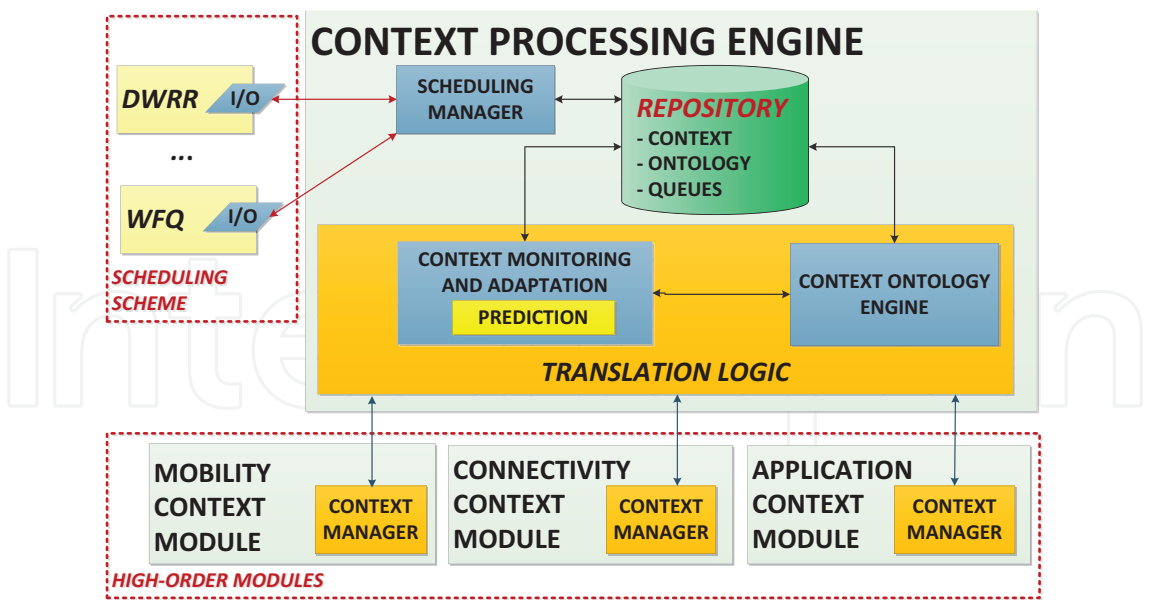 CONTEXT PROCESSING ENGINE
DWRR
I/O
...
WFQ
I/O
SCHEDULING
SCHEME
SCHEDULING
MANAGER
REPOSITORY
- CONTEXT
- ONTOLOGY
- QUEUES
CONTEXT MONITORING
AND ADAPTATION
PREDICTION
CONTEXT ONTOLOGY
ENGINE
TRANSLATION LOGIC
MOBILITY
CONTEXT
MODULE
CONTEXT
MANAGER
CONNECTIVITY
CONTEXT
MODULE
CONTEXT
MANAGER
APPLICATION
CONTEXT
MODULE
CONTEXT
MANAGER
HIGH-ORDER MODULES